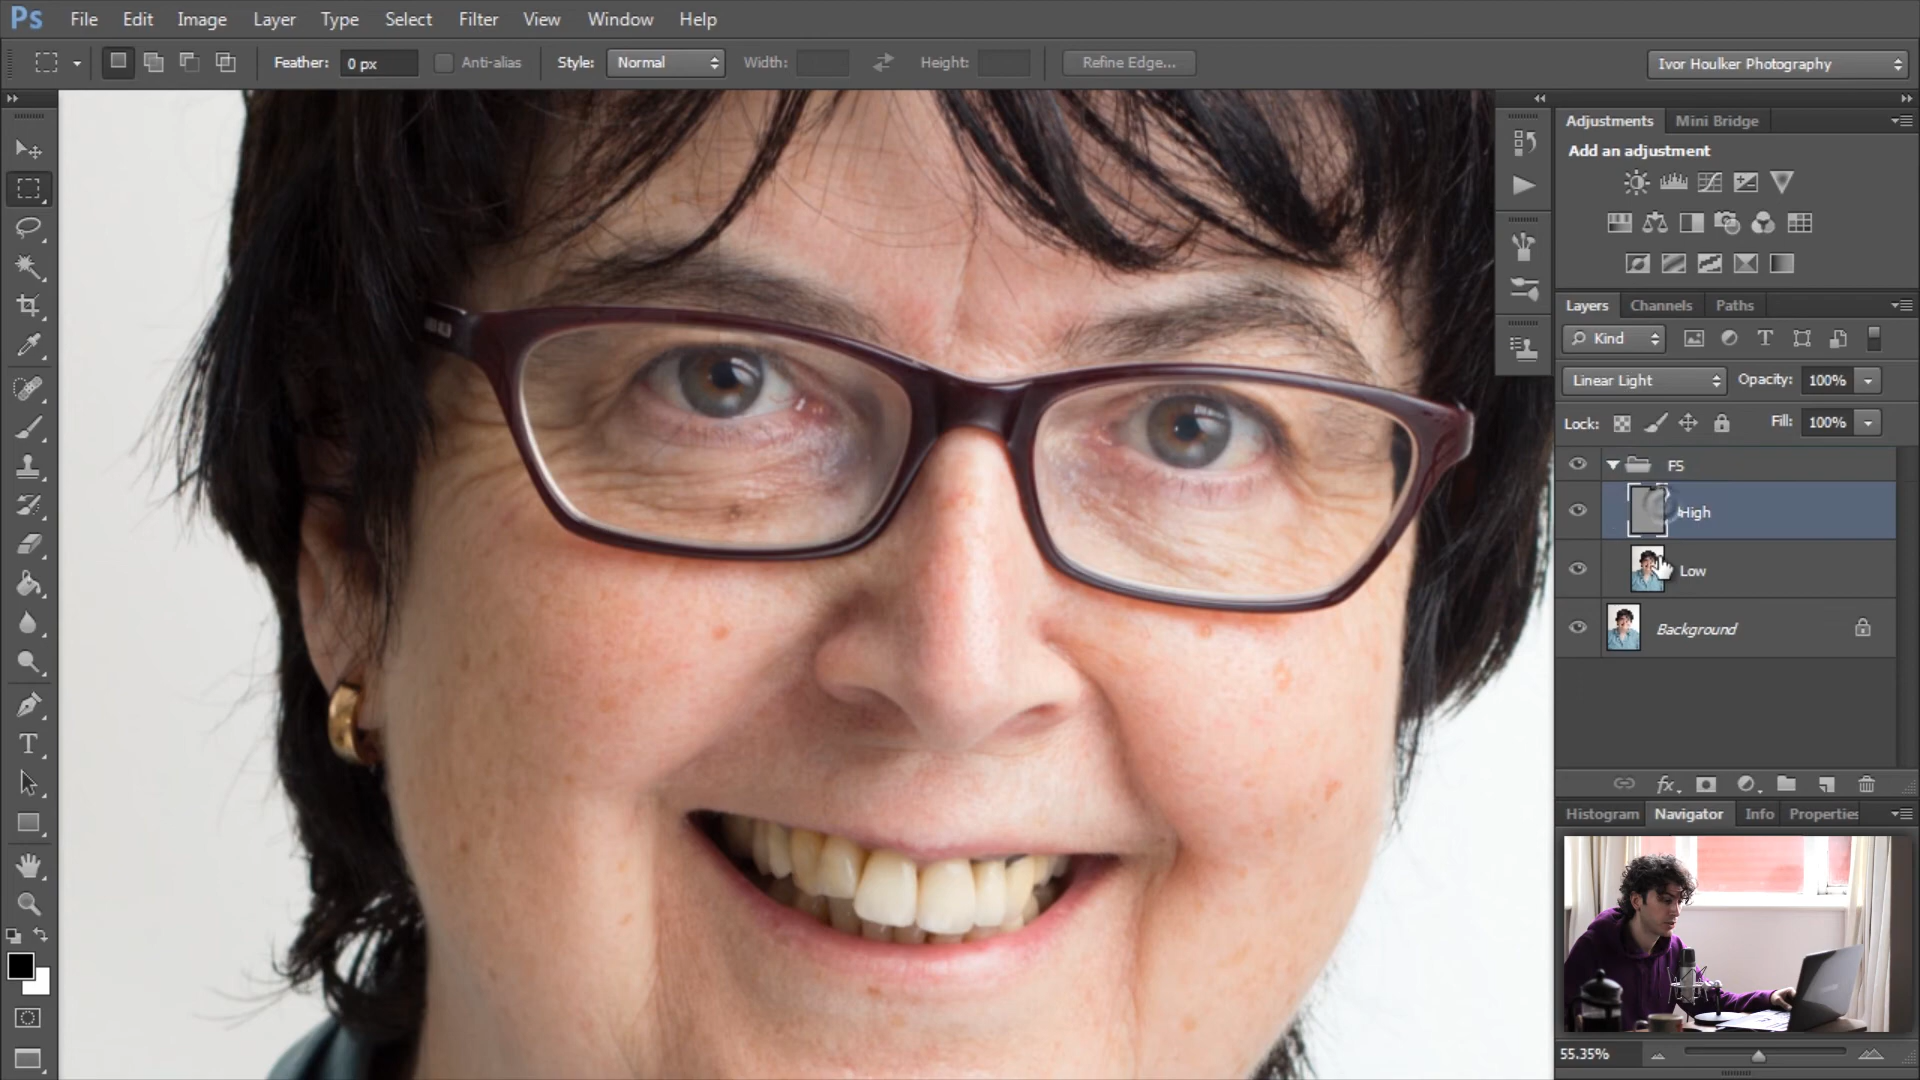 Ps File Edit Image Layer Type Select Filter View Window Help
Feather: 0 px Anti-alias Style: Normal Width: Height: Refine Edge... Ivor Houlker Photography
Adjustments Mini Bridge
Add an adjustment
Layers Channels Paths
Kind T
Linear Light Opacity: 100%
Lock: Fill: 100%
FS
High
Low
Background
fx
Histogram Navigator Info Properties
55.35%
T